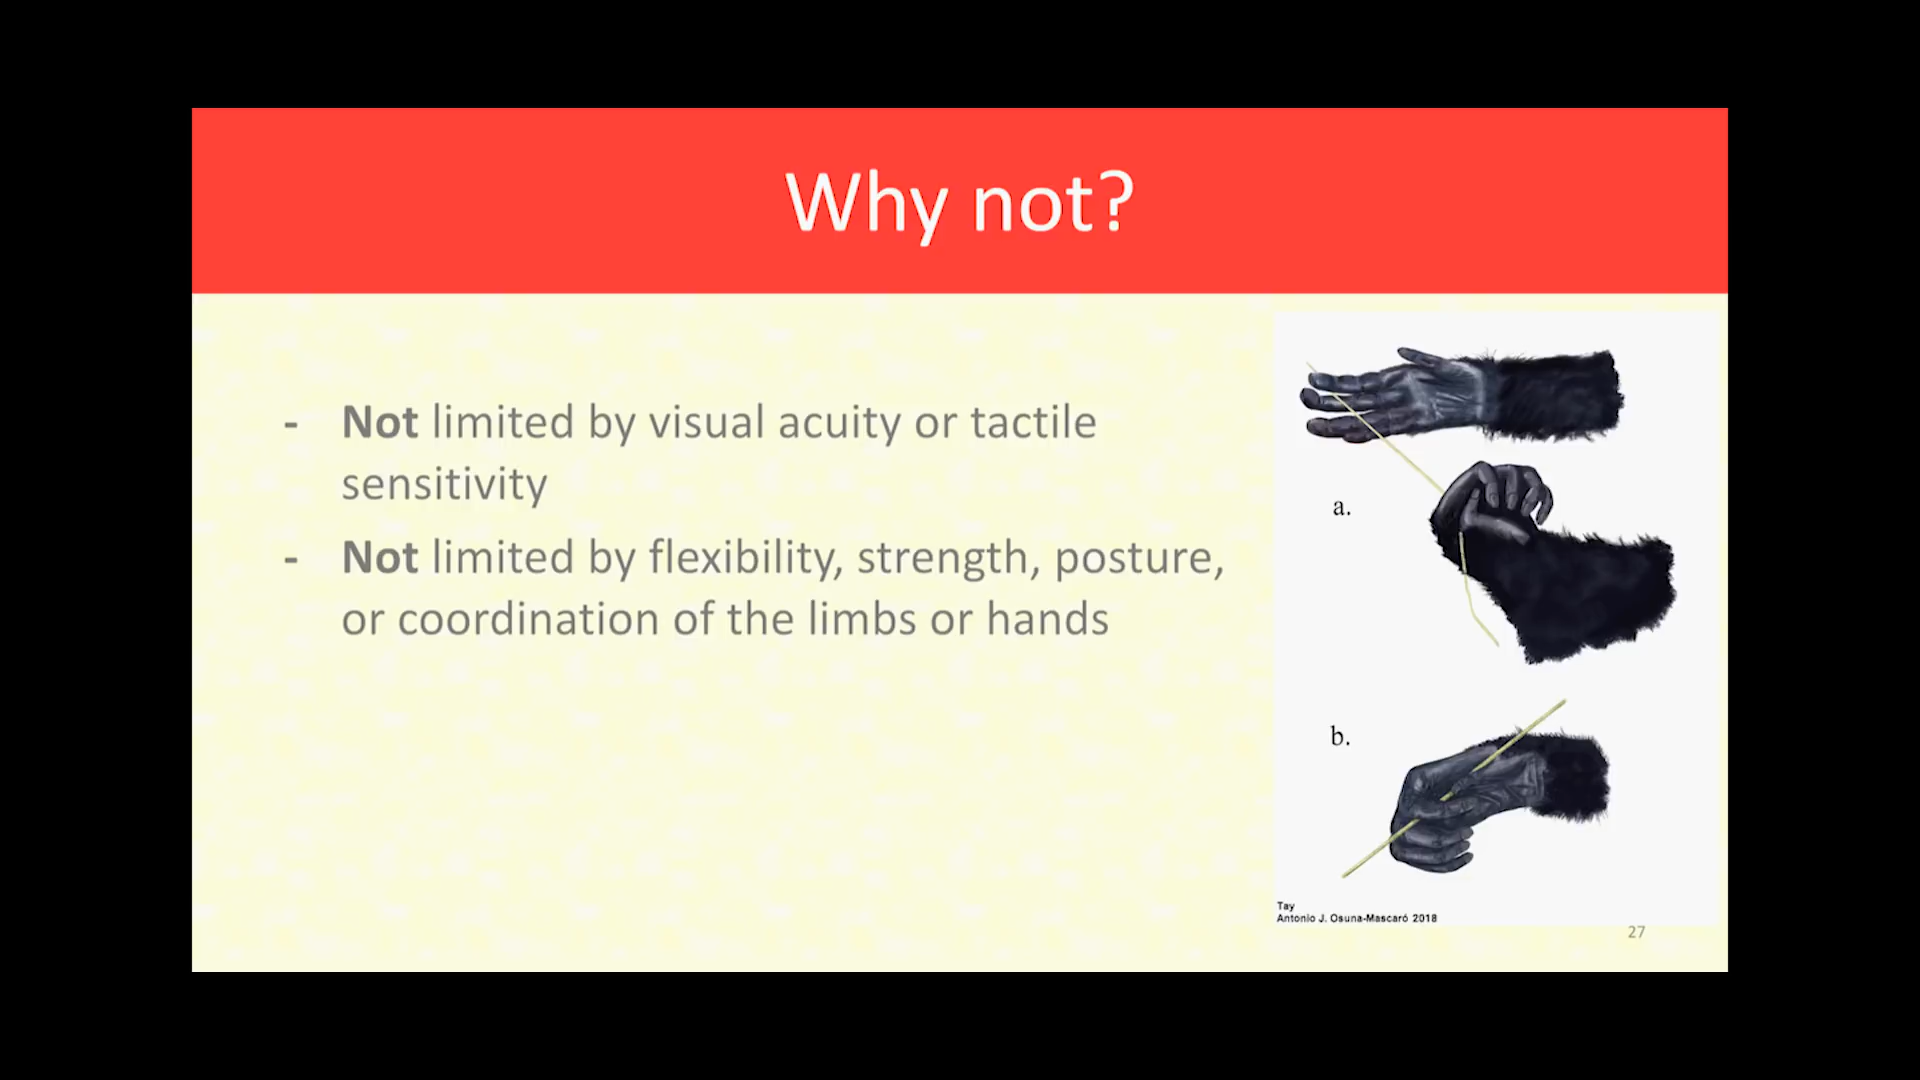 Why not?
- Not limited by visual acuity or tactile
sensitivity
- Not limited by flexibility, strength, posture,
or coordination of the limbs or hands
a.
b.
Tay
Antonio J. Osuna-Mascaró 2018
27